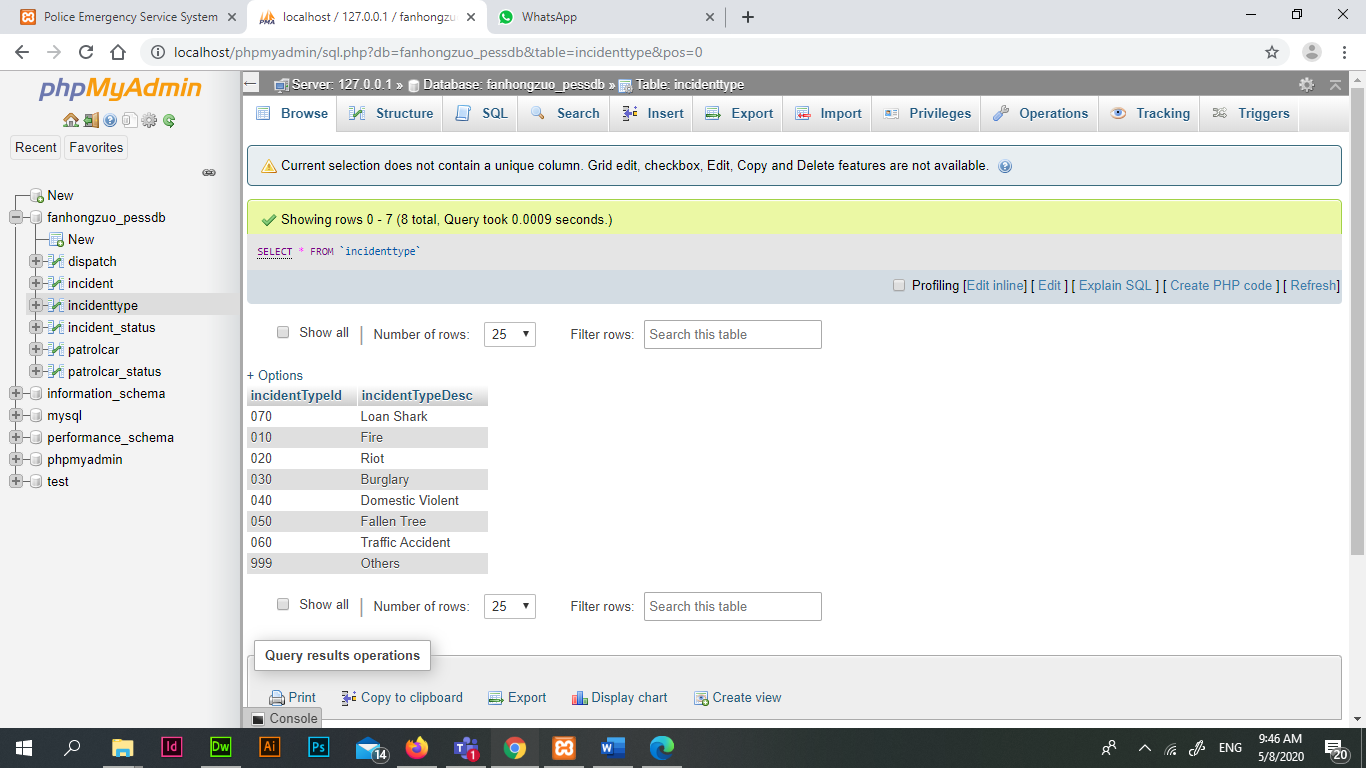 Police Emergency Service System
localhost / 127.0.0.1 / fanhongzu
WhatsApp
localhost/phpmyadmin/sql.php?db=fanhongzuo_pessdb&table=incidenttype&pos=0
phpMyAdmin
Recent Favorites
New
fanhongzuo_pessdb
New
dispatch
incident
incidenttype
incident_status
patrolcar
patrolcar_status
information_schema
mysql
performance_schema
phpmyadmin
test
Server: 127.0.0.1 » Database: fanhongzuo_pessdb » Table: incidenttype
Browse Structure SQL Search Insert Export Import Privileges Operations Tracking Triggers
Current selection does not contain a unique column. Grid edit, checkbox, Edit, Copy and Delete features are not available.
Showing rows 0 - 7 (8 total, Query took 0.0009 seconds.)
SELECT * FROM `incidenttype`
Profiling [Edit inline] [ Edit ] [ Explain SQL ] [ Create PHP code ] [ Refresh]
Show all | Number of rows: 25 Filter rows: Search this table
+ Options
incidentTypeId incidentTypeDesc
070 Loan Shark
010 Fire
020 Riot
030 Burglary
040 Domestic Violent
050 Fallen Tree
060 Traffic Accident
999 Others
Show all | Number of rows: 25 Filter rows: Search this table
Query results operations
Print Copy to clipboard Export Display chart Create view
Console
Id Dw Ai Ps 14 1 W ENG 9:46 AM
5/8/2020 20